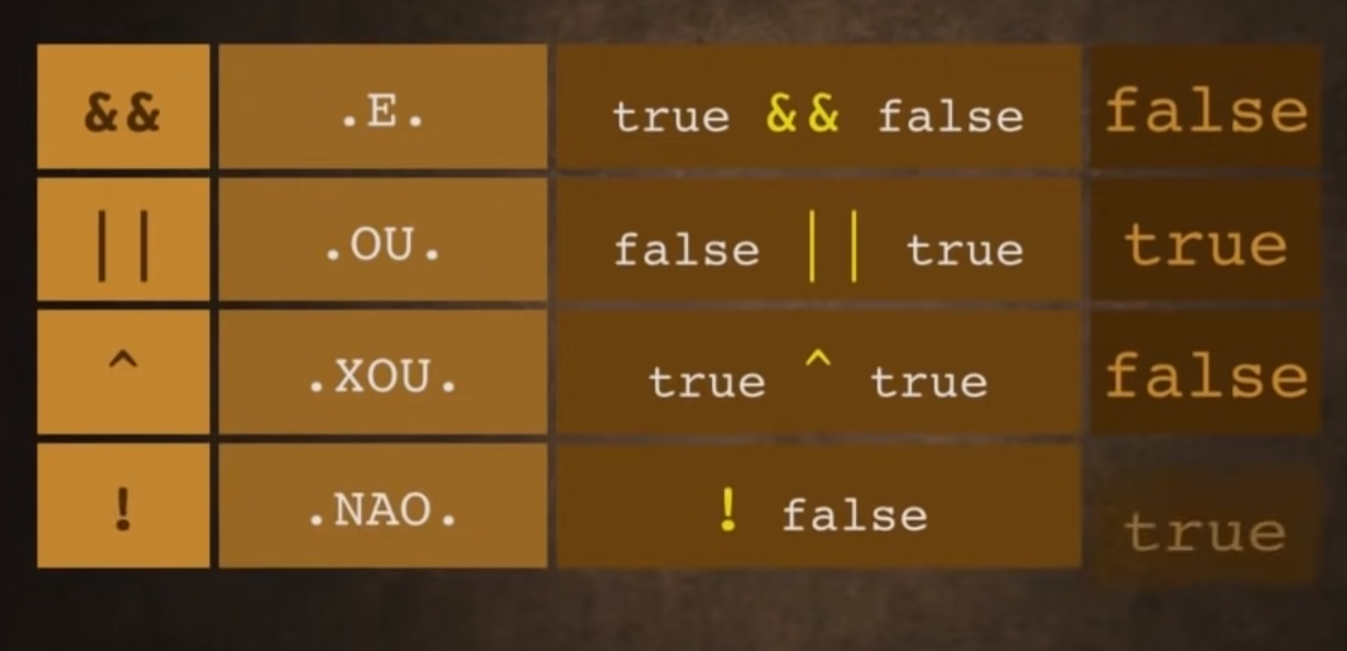 && .E. true && false false
|| .OU. false || true true
^ .XOU. true ^ true false
! .NAO. ! false true